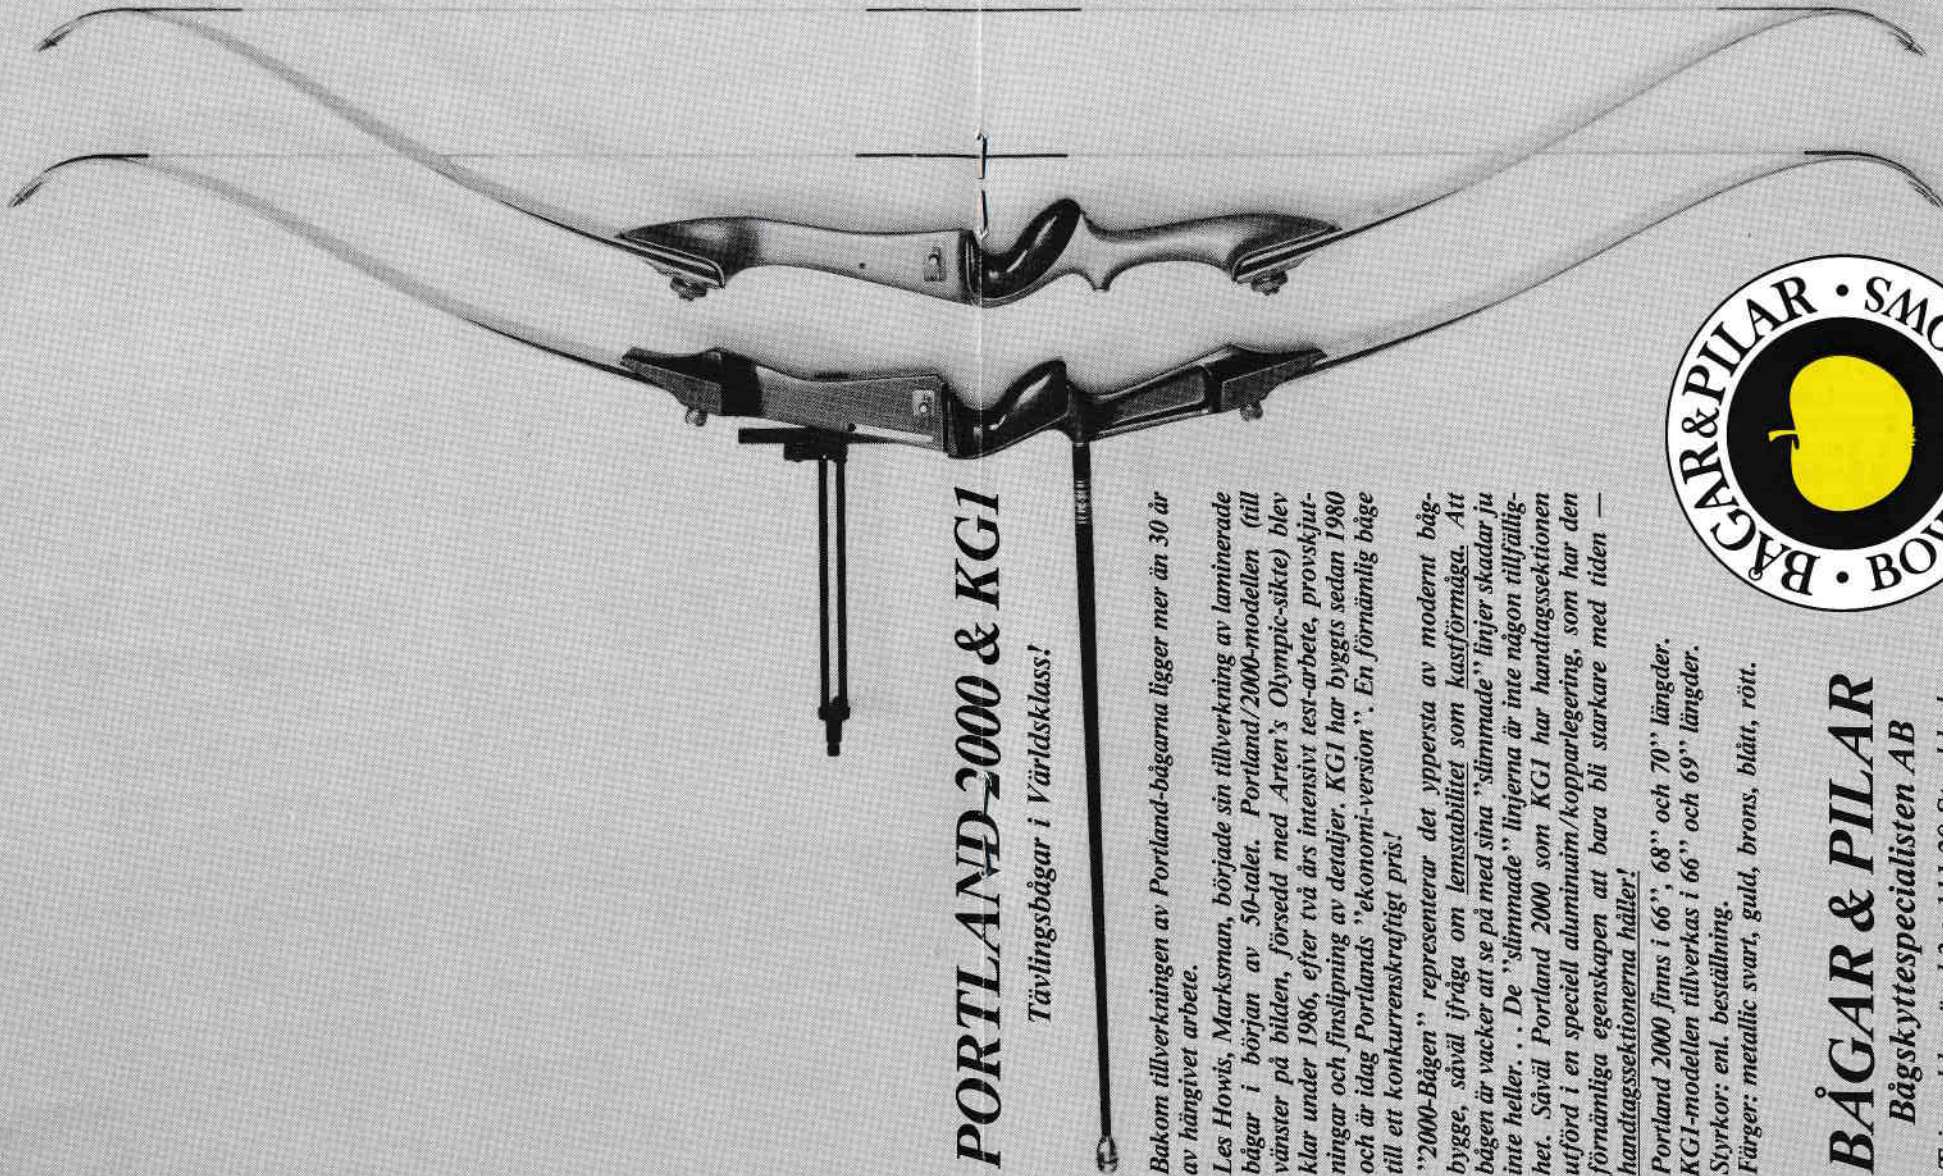 PORTLAND 2000 & KG1
Tävlingsbågar i Världsklass!
Bakom tillverkningen av Portland-bågarna ligger mer än 30 år
av hängivet arbete.
Les Howis, Marksman, började sin tillverkning av laminerade
bågar i början av 50-talet. Portland/2000-modellen (till
vänster på bilden, försedd med Arten's Olympic-sikte) blev
klar under 1986, efter två års intensivt test-arbete, provskjut-
ningar och finslipning av detaljer. KG1 har byggts sedan 1980
och är idag Portlands ''ekonomi-version''. En förnämlig båge
till ett konkurrenskraftigt pris!
''2000-Bågen'' representerar det yppersta av modernt båg-
bygge, såväl ifråga om lemstabilitet som kastförmåga. Att
bågen är vacker att se på med sina ''slimmade'' linjer skadar ju
inte heller. . . De ''slimmade'' linjerna är inte någon tillfällig-
het. Såväl Portland 2000 som KG1 har handtagssektionen
utförd i en speciell aluminuim/kopparlegering, som har den
förnämliga egenskapen att bara bli starkare med tiden —
handtagssektionerna håller!
Portland 2000 finns i 66'', 68'' och 70'' längder.
KG1-modellen tillverkas i 66'' och 69'' längder.
Styrkor: enl. beställning.
Färger: metallic svart, guld, brons, blått, rött.
BÅGAR&PILAR ·
BÅGAR & PILAR
Bågskyttespecialisten AB